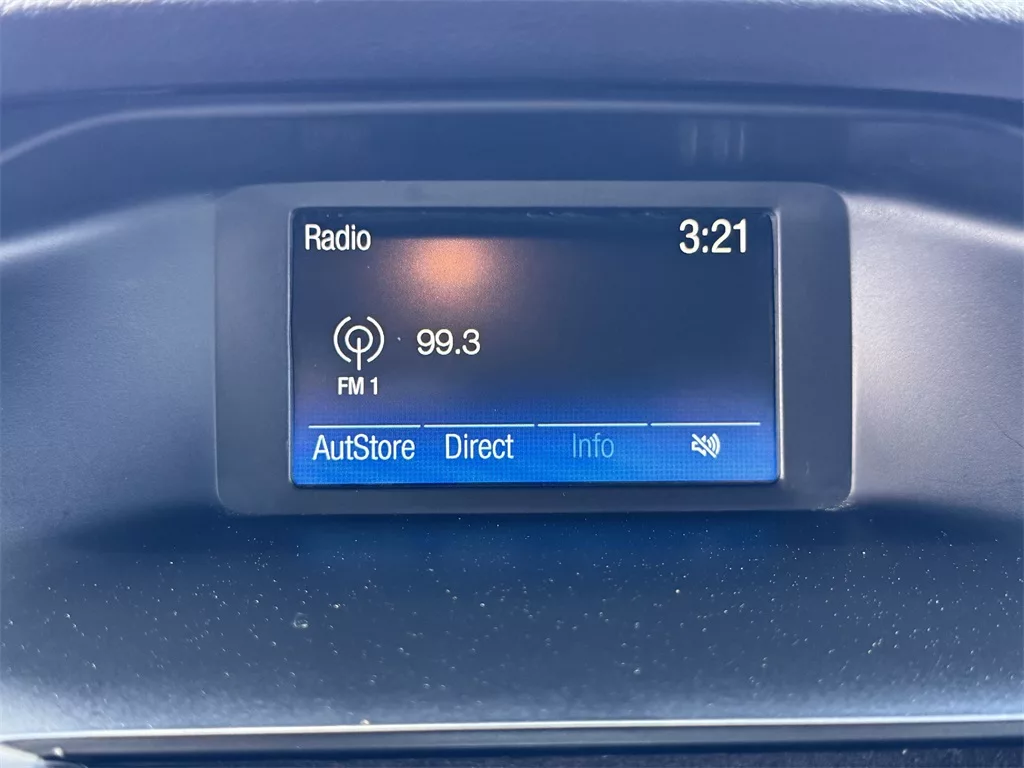 Radio 3:21
99.3
FM 1
AutStore Direct Info